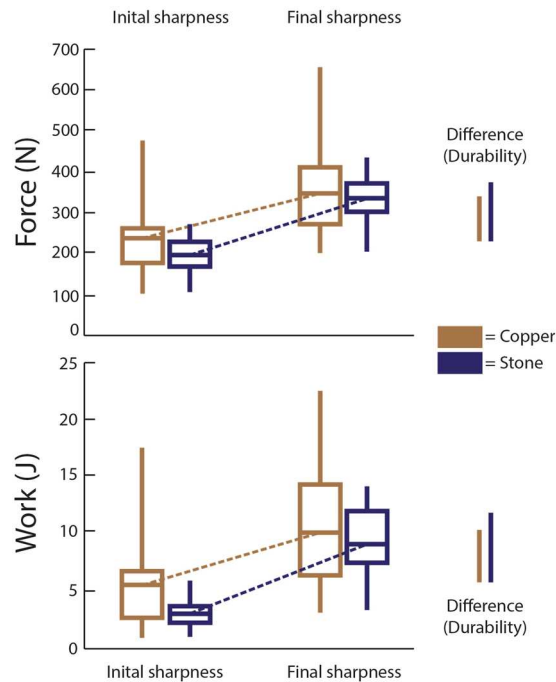 Inital sharpness
Final sharpness
700
600
500
400
300
200
100
0
Force (N)
Difference
(Durability)
= Copper
= Stone
25
20
15
10
5
0
Work (J)
Difference
(Durability)
Inital sharpness
Final sharpness